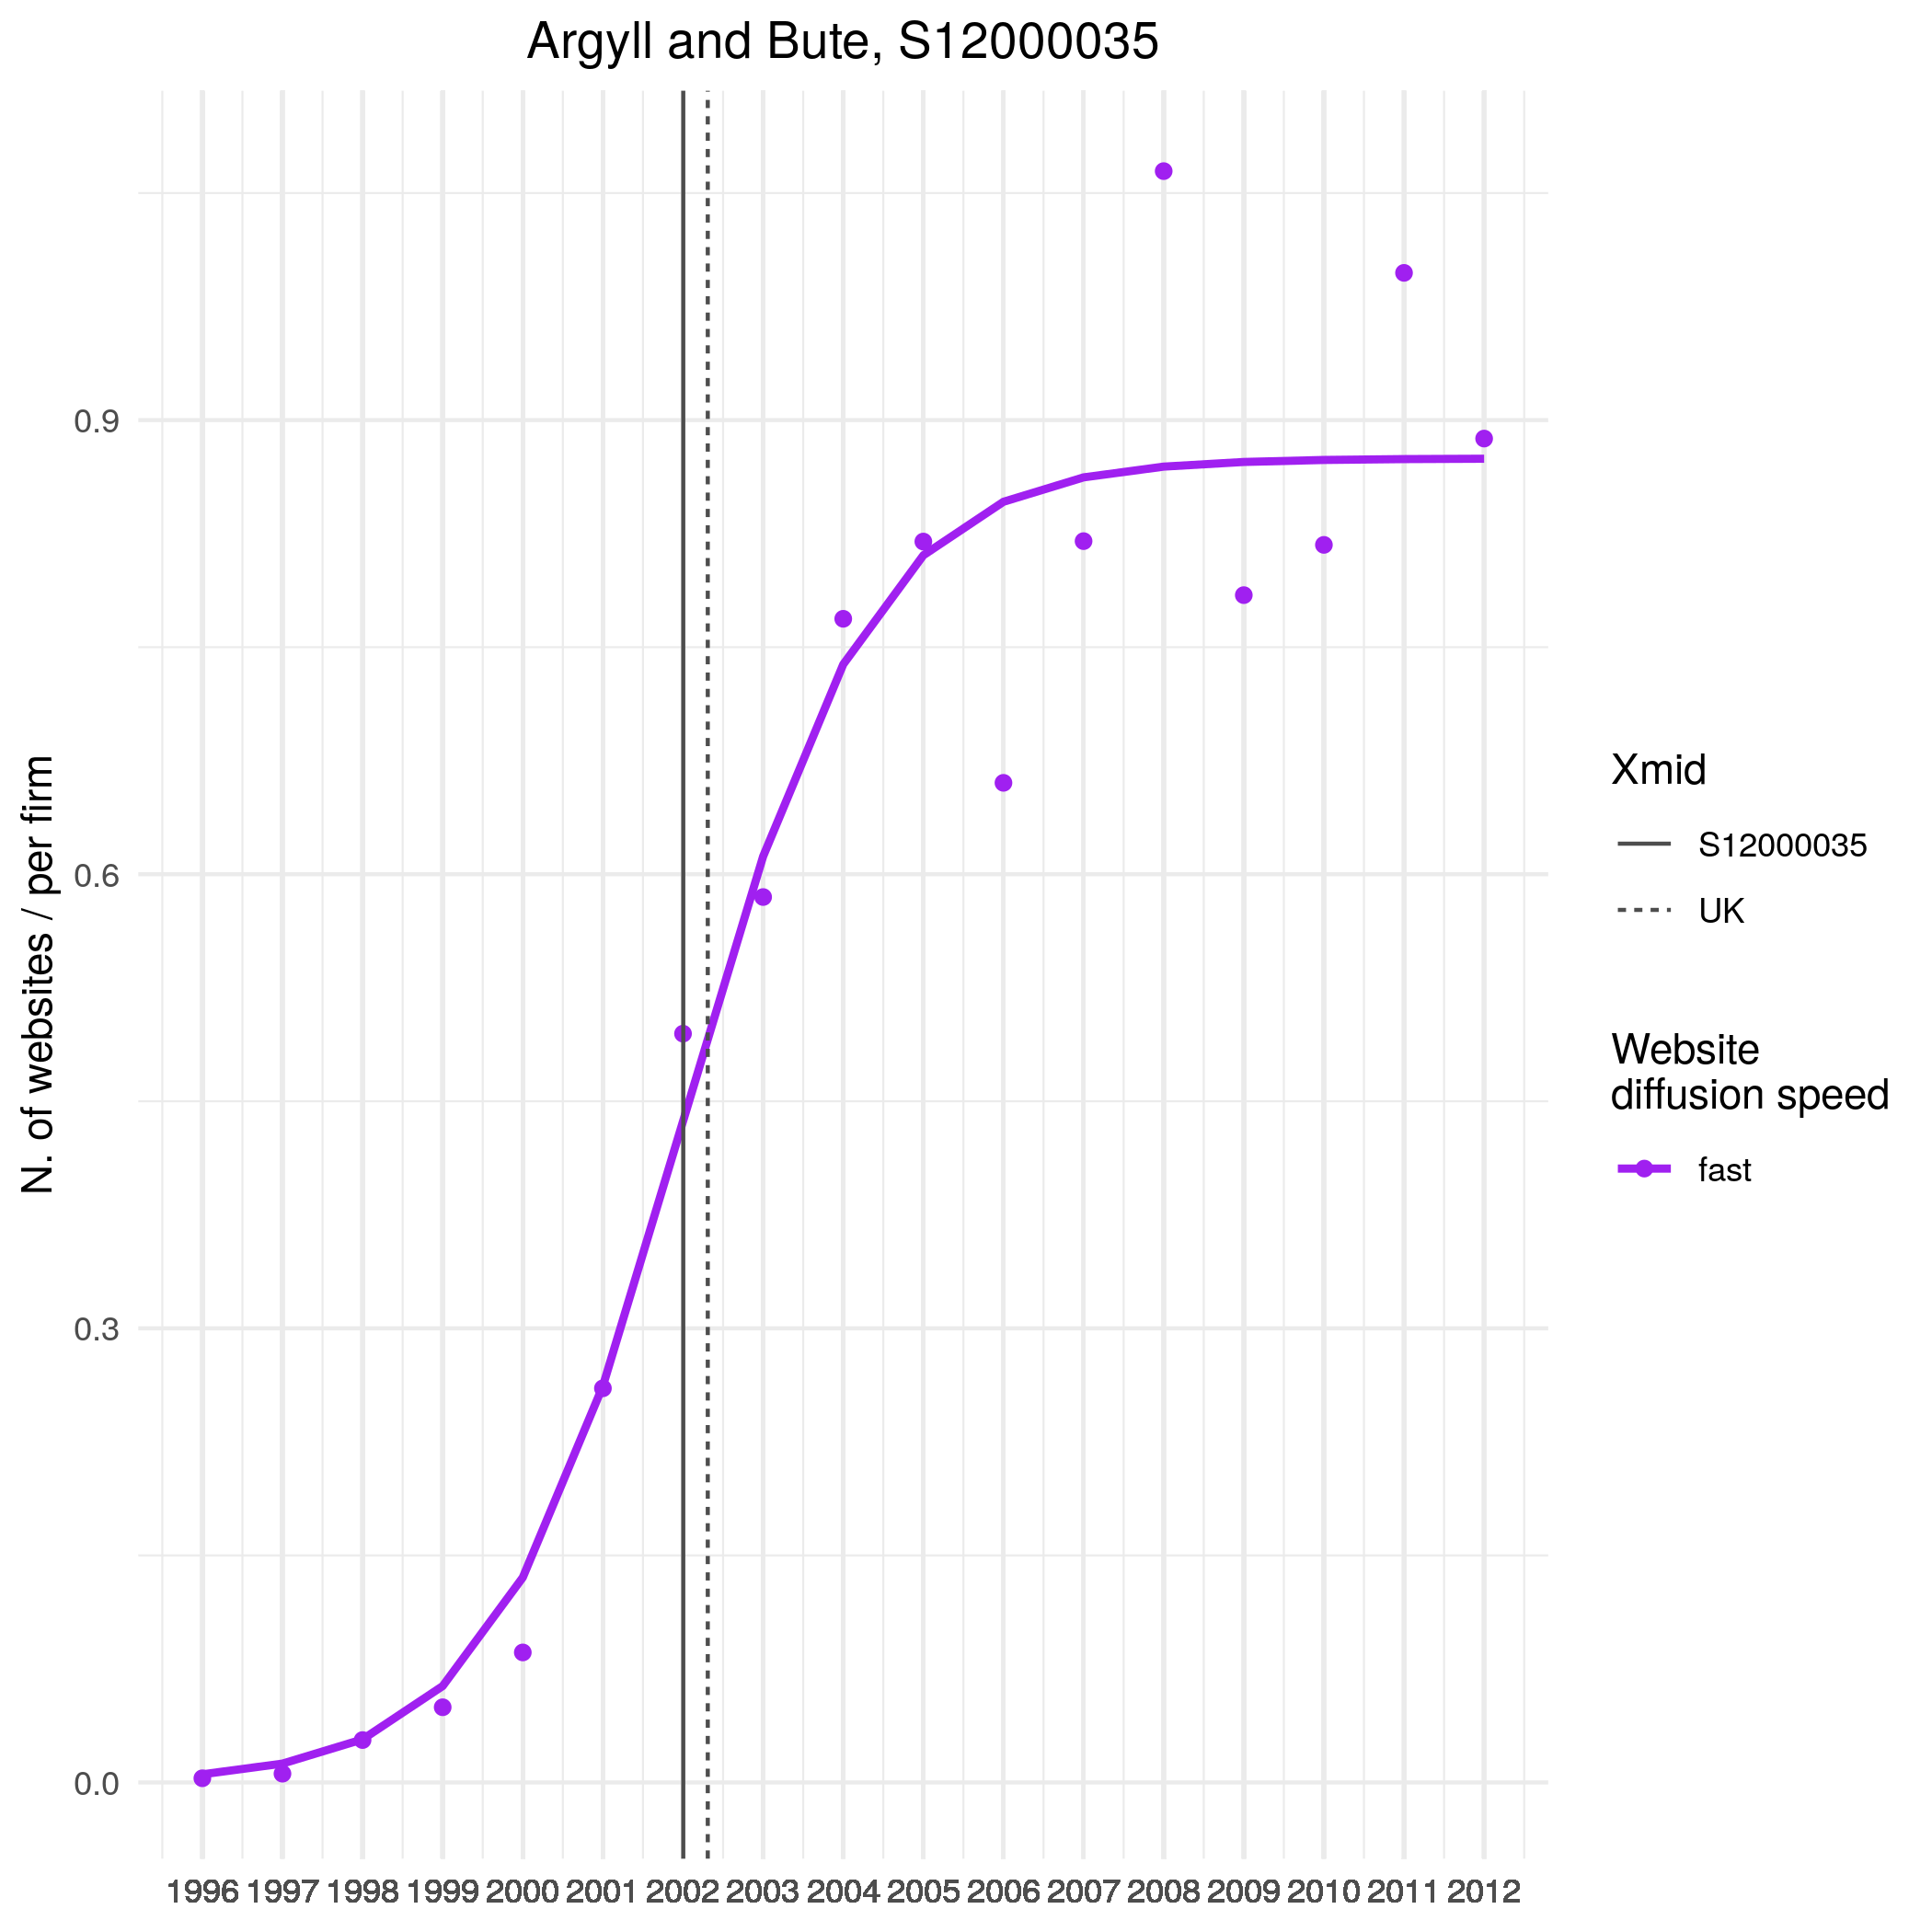 Argyll and Bute, S12000035
N. of websites / per firm
0.9
0.6
0.3
0.0
1996 1997 1998 1999 2000 2001 2002 2003 2004 2005 2006 2007 2008 2009 2010 2011 2012
Xmid
S12000035
UK
Website
diffusion speed
fast